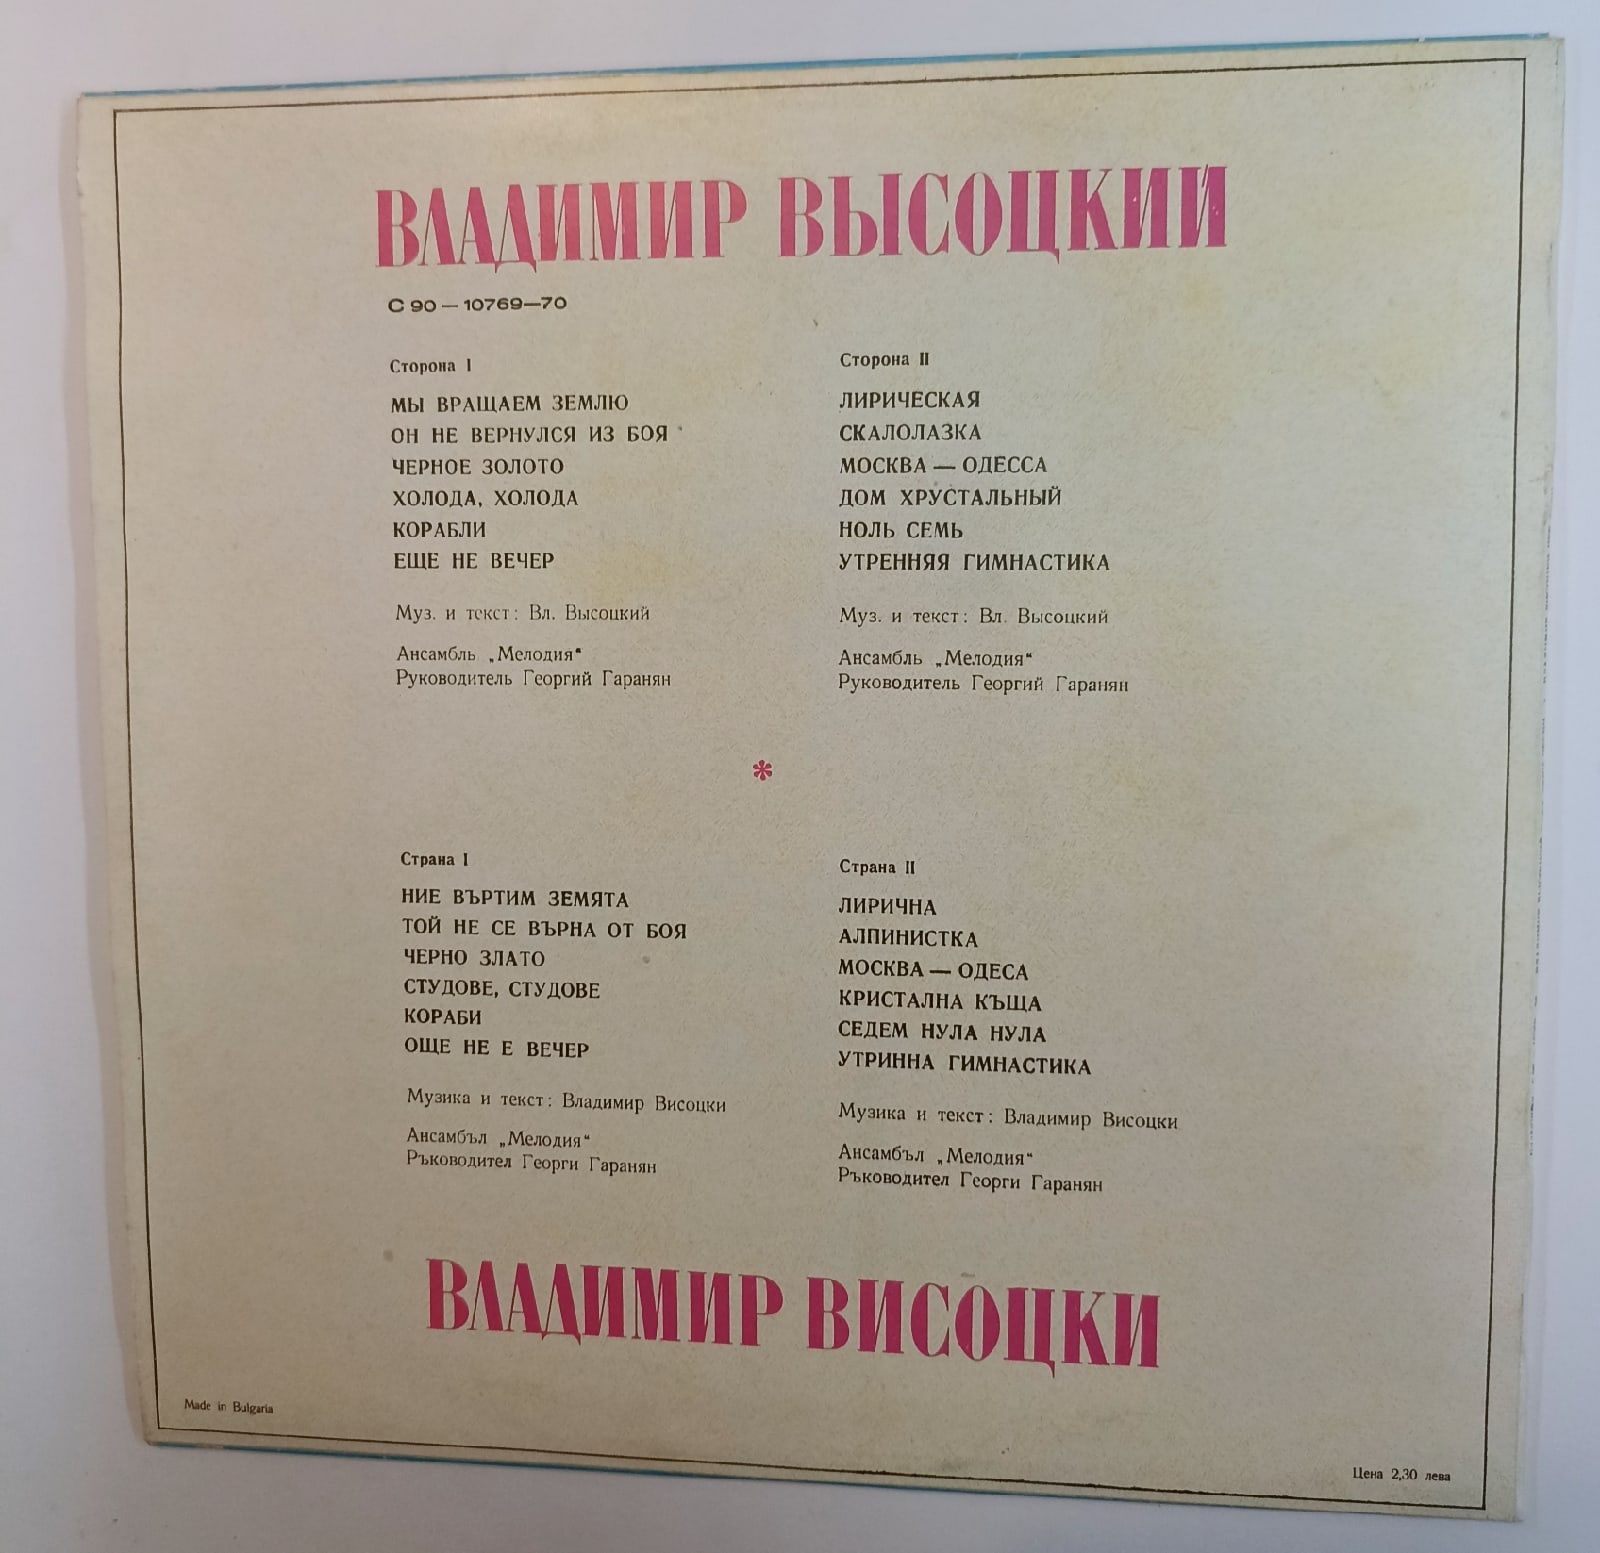 ВЛАДИМИР ВЫСОЦКИЙ
С 90 — 10769—70
Сторона I
МЫ ВРАЩАЕМ ЗЕМЛЮ
ОН НЕ ВЕРНУЛСЯ ИЗ БОЯ
ЧЕРНОЕ ЗОЛОТО
ХОЛОДА, ХОЛОДА
КОРАБЛИ
ЕЩЕ НЕ ВЕЧЕР
Муз. и текст: Вл. Высоцкий
Ансамбль „Мелодия“
Руководитель Георгий Гаранян
Сторона II
ЛИРИЧЕСКАЯ
СКАЛОЛАЗКА
МОСКВА — ОДЕССА
ДОМ ХРУСТАЛЬНЫЙ
НОЛЬ СЕМЬ
УТРЕННЯЯ ГИМНАСТИКА
Муз. и текст: Вл. Высоцкий
Ансамбль „Мелодия“
Руководитель Георгий Гаранян
*
Страна I
НИЕ ВЪРТИМ ЗЕМЯТА
ТОЙ НЕ СЕ ВЪРНА ОТ БОЯ
ЧЕРНО ЗЛАТО
СТУДОВЕ, СТУДОВЕ
КОРАБИ
ОЩЕ НЕ Е ВЕЧЕР
Музика и текст: Владимир Висоцки
Ансамбъл „Мелодия“
Ръководител Георги Гаранян
Страна II
ЛИРИЧНА
АЛПИНИСТКА
МОСКВА — ОДЕСА
КРИСТАЛНА КЪЩА
СЕДЕМ НУЛА НУЛА
УТРИННА ГИМНАСТИКА
Музика и текст: Владимир Висоцки
Ансамбъл „Мелодия“
Ръководител Георги Гаранян
ВЛАДИМИР ВИСОЦКИ
Made in Bulgaria
Цена 2,30 лева